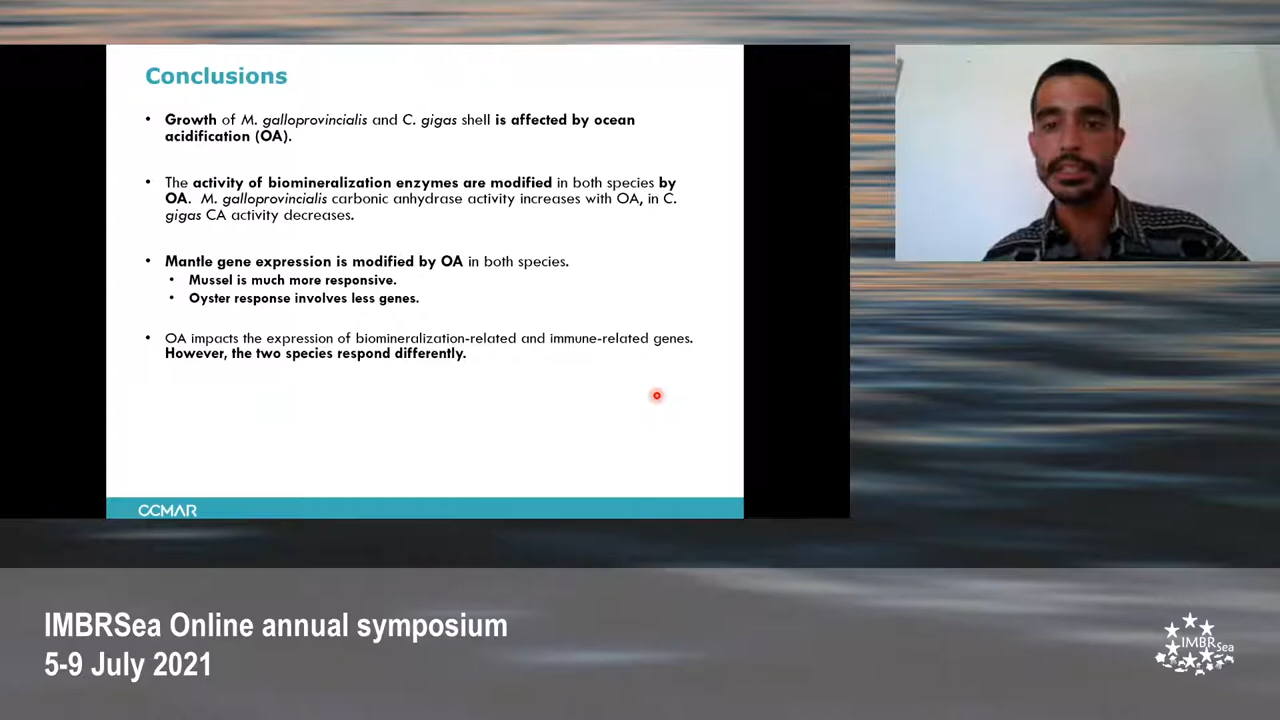 Conclusions
• Growth of M. galloprovincialis and C. gigas shell is affected by ocean
acidification (OA).
• The activity of biomineralization enzymes are modified in both species by
OA. M. galloprovincialis carbonic anhydrase activity increases with OA, in C.
gigas CA activity decreases.
• Mantle gene expression is modified by OA in both species.
• Mussel is much more responsive.
• Oyster response involves less genes.
• OA impacts the expression of biomineralization-related and immune-related genes.
However, the two species respond differently.
CCMAR
IMBRSea Online annual symposium
5-9 July 2021
IMBRSea